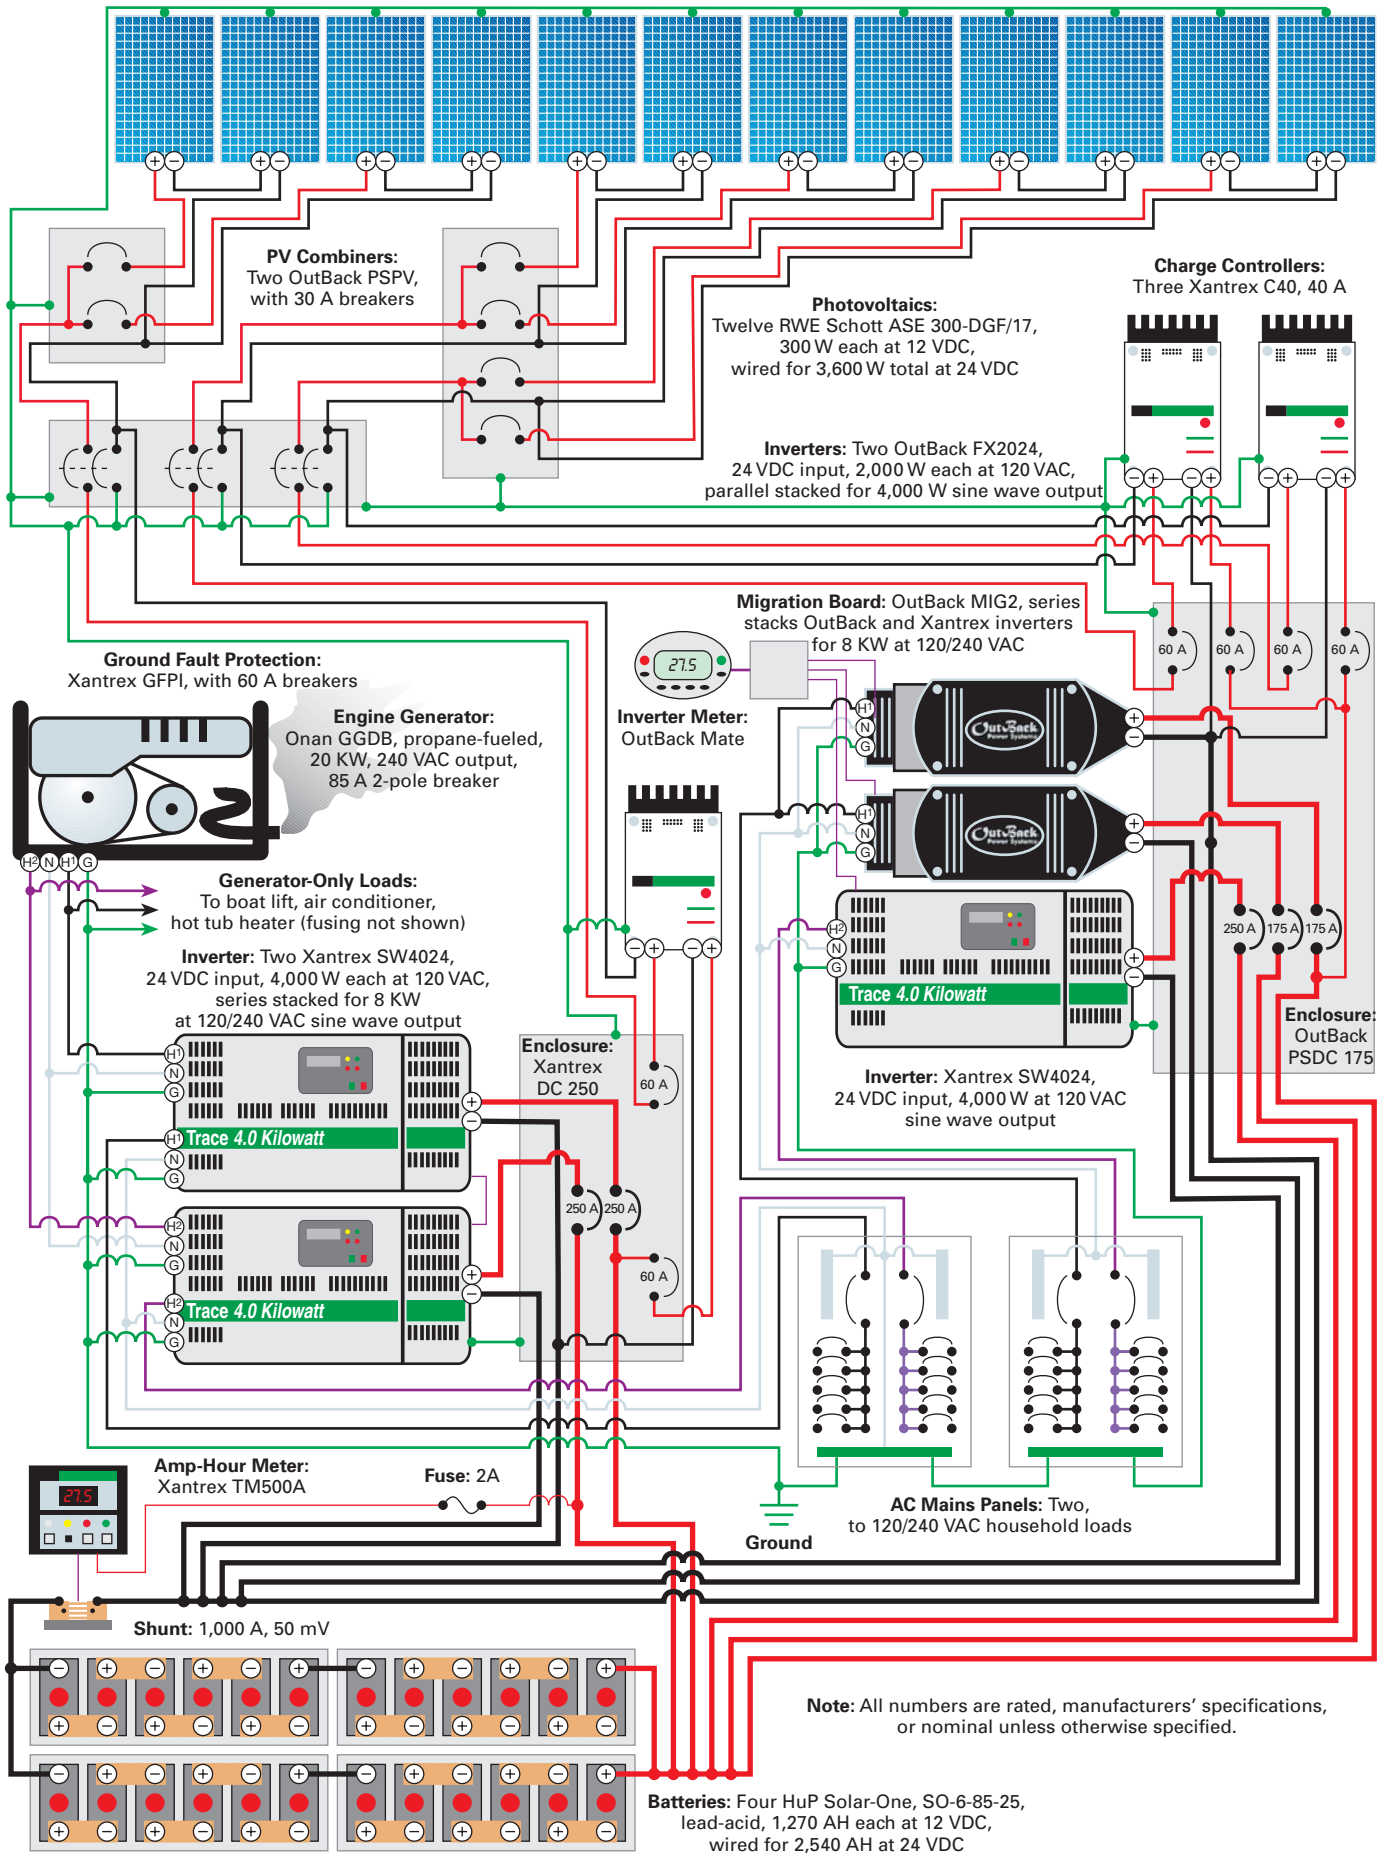 PV Combiners:
Two OutBack PSPV,
with 30 A breakers
Photovoltaics:
Twelve RWE Schott ASE 300-DGF/17,
300 W each at 12 VDC,
wired for 3,600 W total at 24 VDC
Charge Controllers:
Three Xantrex C40, 40 A
Inverters: Two OutBack FX2024,
24 VDC input, 2,000 W each at 120 VAC,
parallel stacked for 4,000 W sine wave output
Migration Board: OutBack MIG2, series
stacks OutBack and Xantrex inverters
for 8 KW at 120/240 VAC
60 A
60 A
60 A
60 A
Ground Fault Protection:
Xantrex GFPI, with 60 A breakers
27.5
Inverter Meter:
OutBack Mate
Engine Generator:
Onan GGDB, propane-fueled,
20 KW, 240 VAC output,
85 A 2-pole breaker
H1
N
G
OutBack
Power Systems
H1
N
G
OutBack
Power Systems
H2 N H1 G
Generator-Only Loads:
To boat lift, air conditioner,
hot tub heater (fusing not shown)
Inverter: Two Xantrex SW4024,
24 VDC input, 4,000 W each at 120 VAC,
series stacked for 8 KW
at 120/240 VAC sine wave output
H2
N
G
Trace 4.0 Kilowatt
250 A
175 A
175 A
Enclosure:
OutBack
PSDC 175
Inverter: Xantrex SW4024,
24 VDC input, 4,000 W at 120 VAC
sine wave output
Enclosure:
Xantrex
DC 250
60 A
H1
N
G
H1
Trace 4.0 Kilowatt
N
G
250 A
250 A
60 A
H2
N
G
H2
Trace 4.0 Kilowatt
N
G
Amp-Hour Meter:
Xantrex TM500A
27.5
Fuse: 2A
Ground
AC Mains Panels: Two,
to 120/240 VAC household loads
Shunt: 1,000 A, 50 mV
Note: All numbers are rated, manufacturers' specifications,
or nominal unless otherwise specified.
Batteries: Four HuP Solar-One, SO-6-85-25,
lead-acid, 1,270 AH each at 12 VDC,
wired for 2,540 AH at 24 VDC